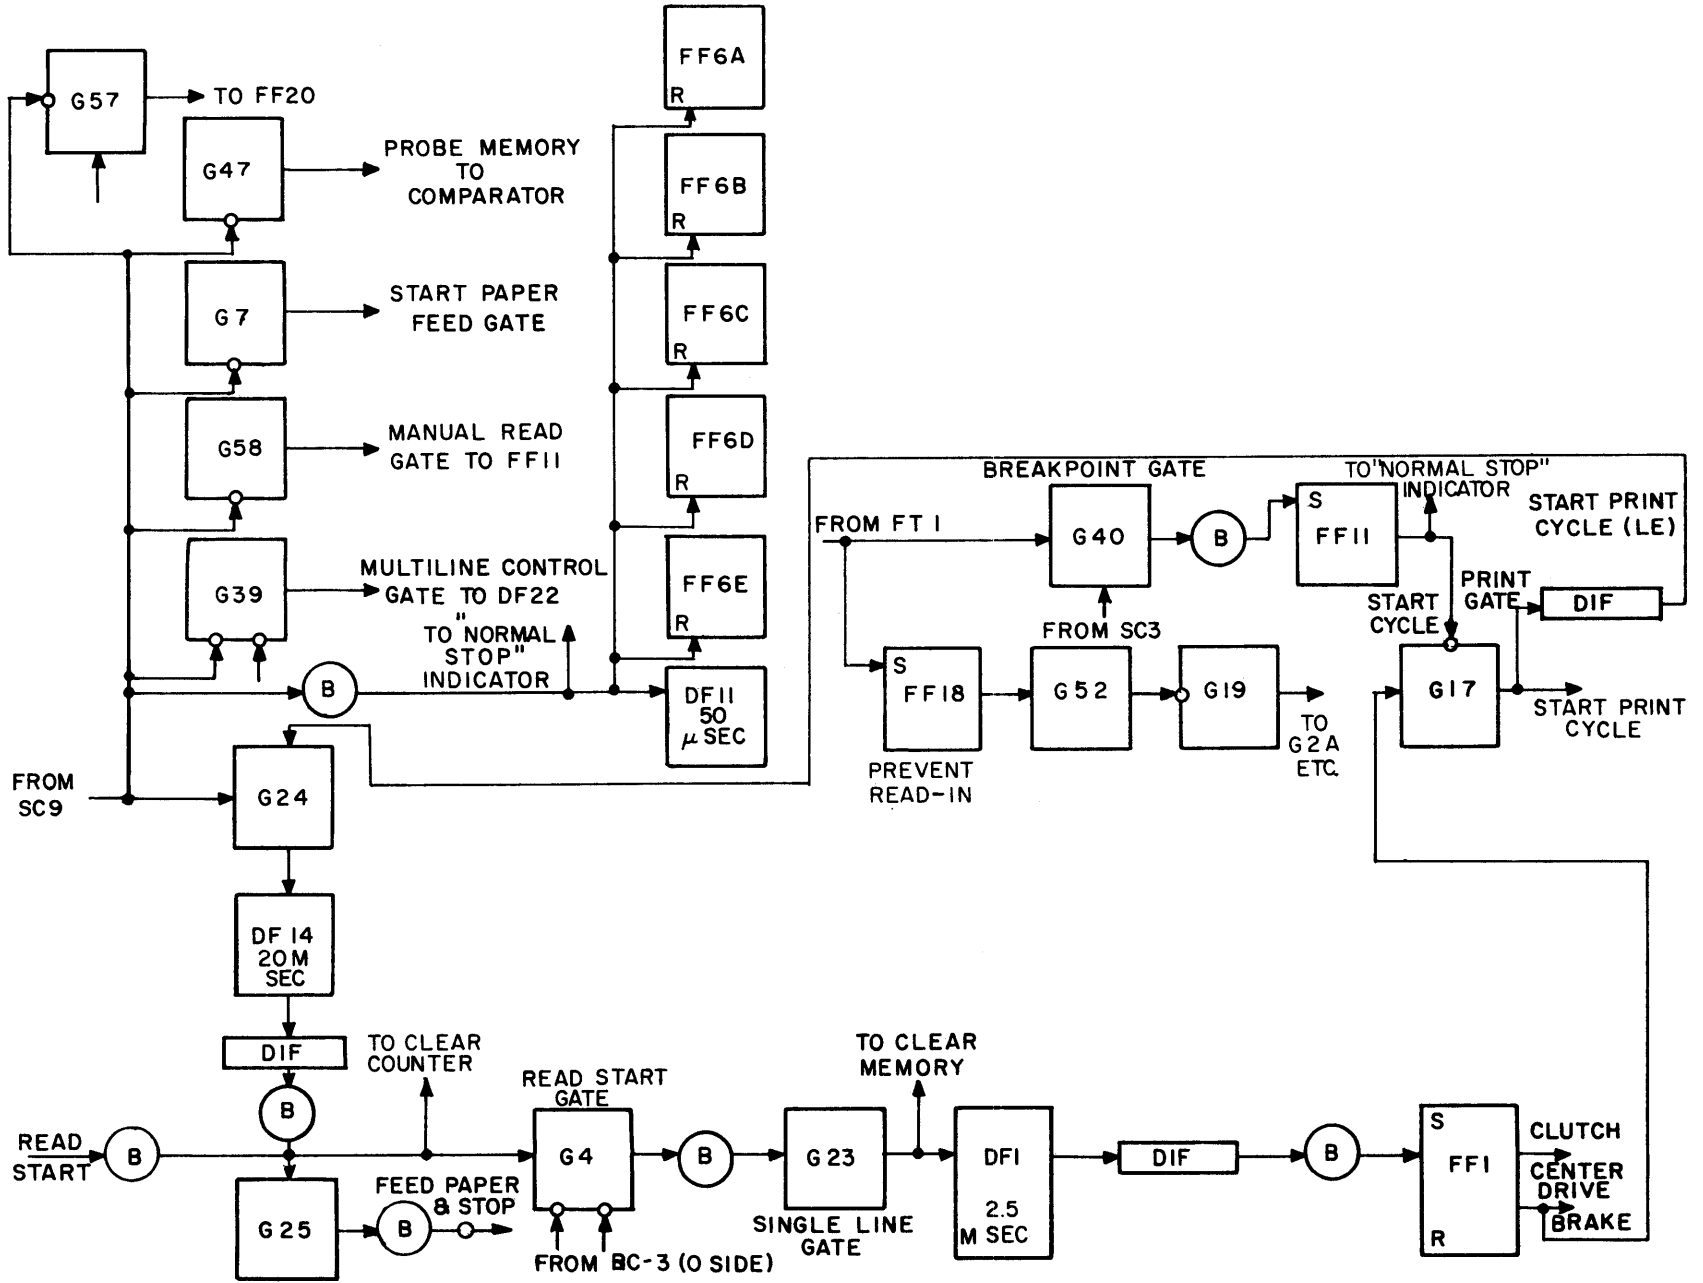 FF6A
R
G57
TO FF20
G47
PROBE MEMORY
TO
COMPARATOR
FF6B
R
G7
START PAPER
FEED GATE
FF6C
R
G58
MANUAL READ
GATE TO FF11
FF6D
R
G39
MULTILINE CONTROL
GATE TO DF22
TO "NORMAL
STOP"
INDICATOR
FF6E
R
B
DF11
50
μ SEC
FROM
SC9
G24
DF 14
20M
SEC
DIF
B
BREAKPOINT GATE
FROM FT 1
G40
B
S
FF11
TO "NORMAL STOP"
INDICATOR
START PRINT
CYCLE (LE)
FROM SC3
START
CYCLE
PRINT
GATE
DIF
S
FF18
PREVENT
READ-IN
G52
G19
TO
G2A
ETC.
G17
START PRINT
CYCLE
READ
START
B
TO CLEAR
COUNTER
G25
FEED PAPER
& STOP
B
READ START
GATE
G4
FROM BC-3 (0 SIDE)
B
G23
SINGLE LINE
GATE
TO CLEAR
MEMORY
DF1
2.5
M SEC
DIF
B
S
FF1
R
CLUTCH
CENTER
DRIVE
BRAKE